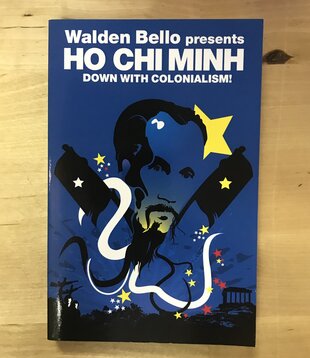 Walden Bello presents
HO CHI MINH
DOWN WITH COLONIALISM!